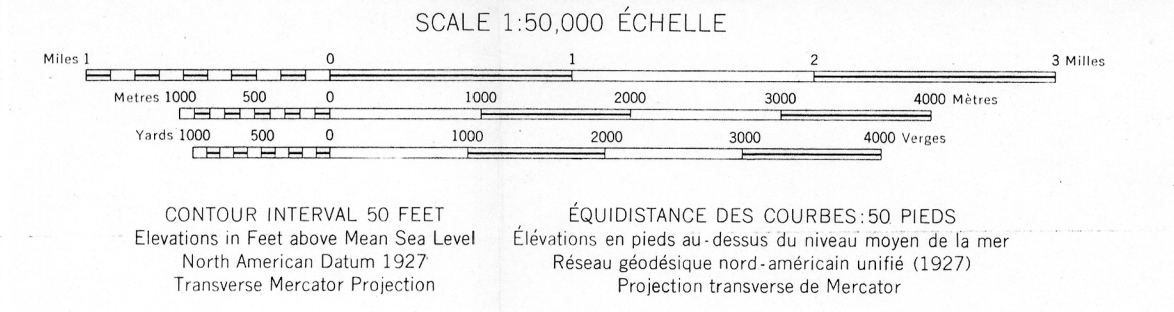 SCALE 1:50,000 ÉCHELLE
Miles 1 0 1 2 3 Milles
Metres 1000 500 0 1000 2000 3000 4000 Mètres
Yards 1000 500 0 1000 2000 3000 4000 Verges
CONTOUR INTERVAL 50 FEET
Elevations in Feet above Mean Sea Level
North American Datum 1927
Transverse Mercator Projection
ÉQUIDISTANCE DES COURBES: 50 PIEDS
Élévations en pieds au-dessus du niveau moyen de la mer
Réseau géodésique nord-américain unifié (1927)
Projection transverse de Mercator